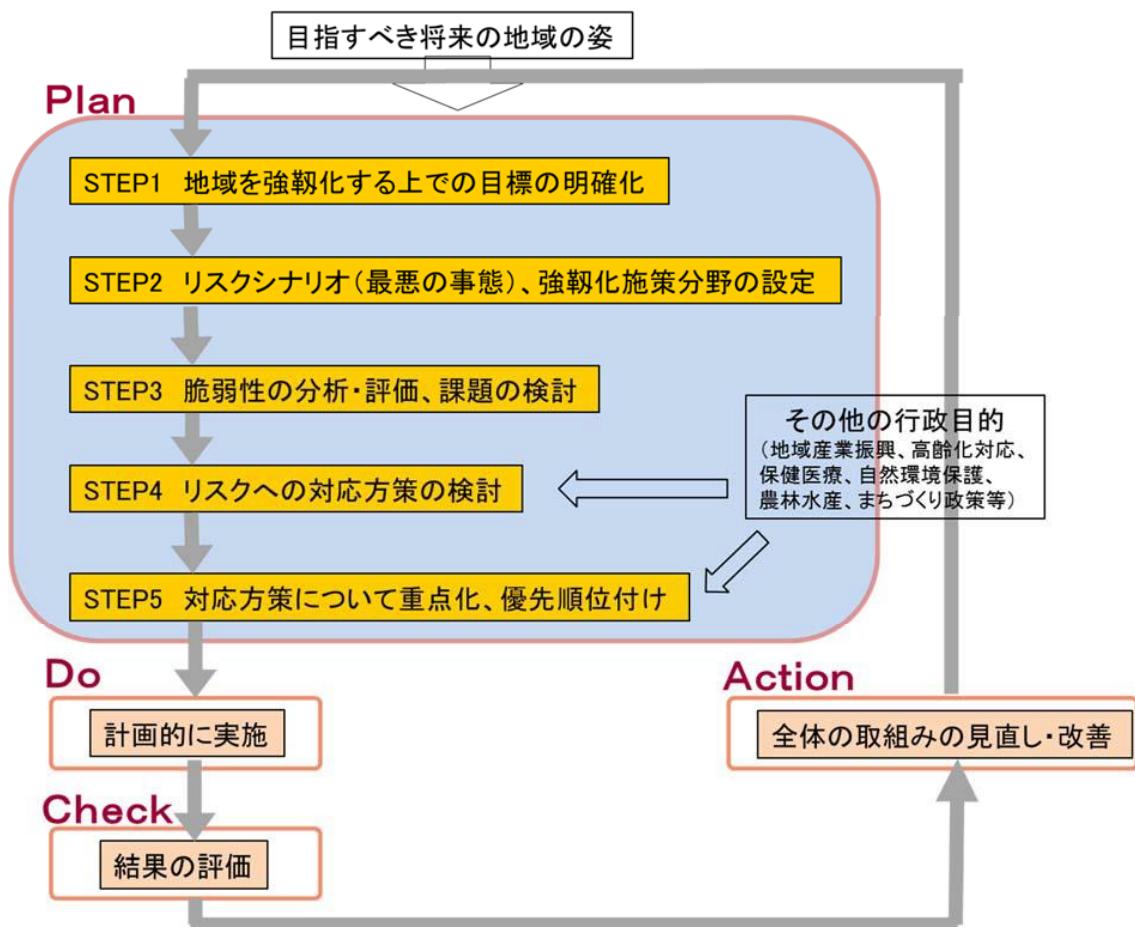 目指すべき将来の地域の姿
Plan
STEP1 地域を強靱化する上での目標の明確化
STEP2 リスクシナリオ（最悪の事態）、強靱化施策分野の設定
STEP3 脆弱性の分析・評価、課題の検討
その他の行政目的
（地域産業振興、高齢化対応、
保健医療、自然環境保護、
農林水産、まちづくり政策等）
STEP4 リスクへの対応方策の検討
STEP5 対応方策について重点化、優先順位付け
Do
計画的に実施
Check
結果の評価
Action
全体の取組みの見直し・改善